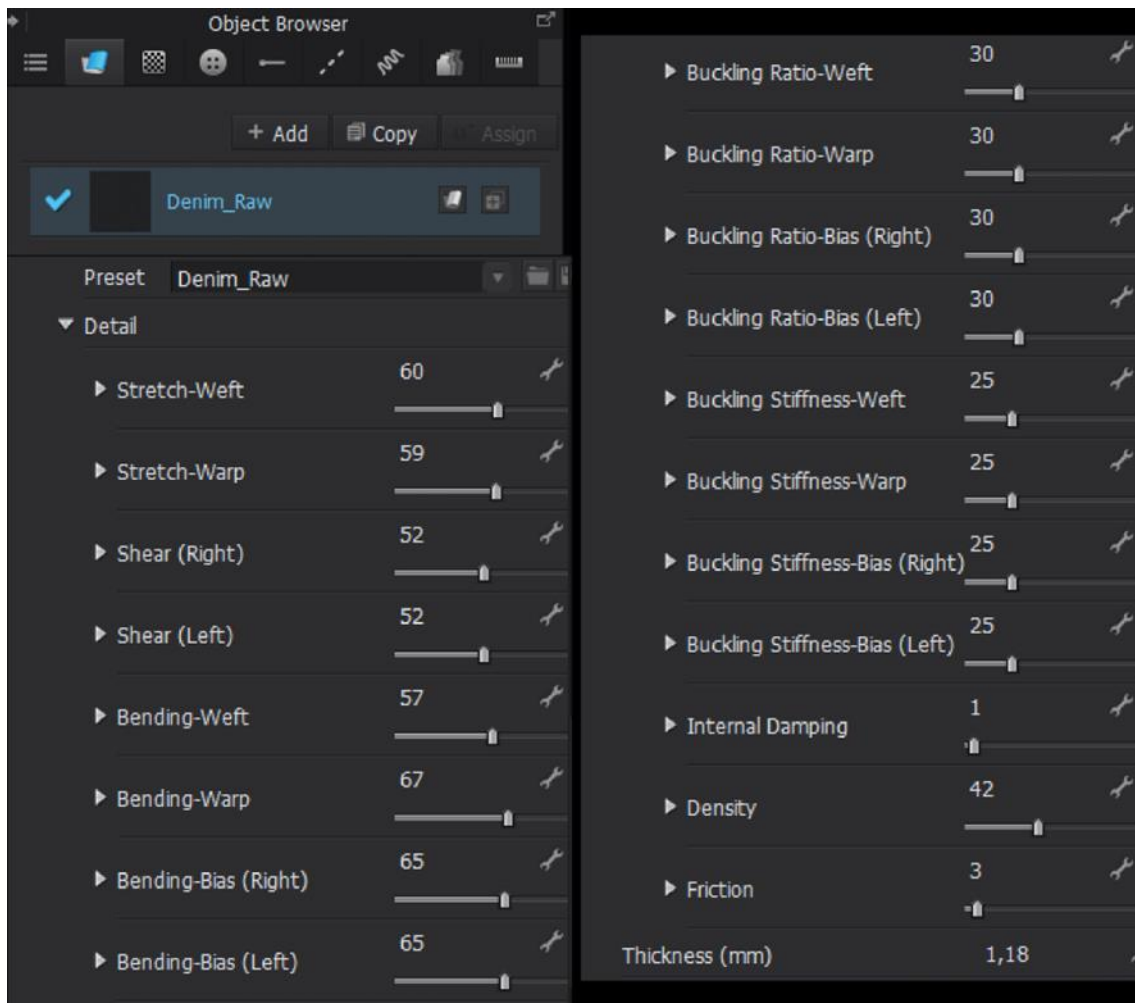 Object Browser
+ Add Copy Assign
Denim_Raw
Preset Denim_Raw
Detail
Stretch-Weft 60
Stretch-Warp 59
Shear (Right) 52
Shear (Left) 52
Bending-Weft 57
Bending-Warp 67
Bending-Bias (Right) 65
Bending-Bias (Left) 65
Buckling Ratio-Weft 30
Buckling Ratio-Warp 30
Buckling Ratio-Bias (Right) 30
Buckling Ratio-Bias (Left) 30
Buckling Stiffness-Weft 25
Buckling Stiffness-Warp 25
Buckling Stiffness-Bias (Right) 25
Buckling Stiffness-Bias (Left) 25
Internal Damping 1
Density 42
Friction 3
Thickness (mm) 1,18